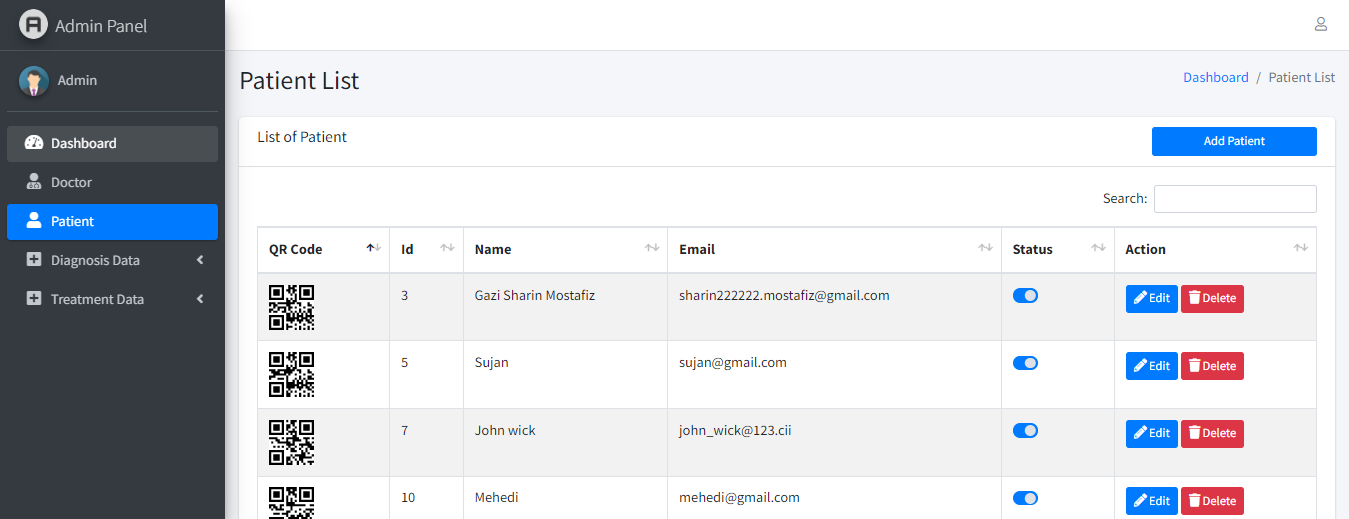 Admin Panel
Admin
Dashboard
Doctor
Patient
Diagnosis Data
Treatment Data
Patient List
Dashboard / Patient List
List of Patient
Add Patient
Search:
QR Code Id Name Email Status Action
3 Gazi Sharin Mostafiz sharin222222.mostafiz@gmail.com Edit Delete
5 Sujan sujan@gmail.com Edit Delete
7 John wick john_wick@123.cii Edit Delete
10 Mehedi mehedi@gmail.com Edit Delete